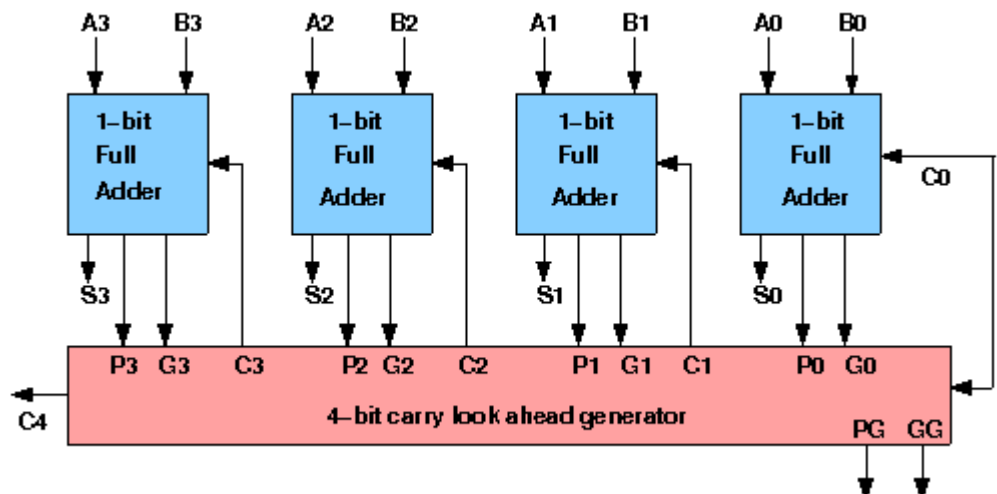 A3 B3 A2 B2 A1 B1 A0 B0
1-bit Full Adder
1-bit Full Adder
1-bit Full Adder
1-bit Full Adder
C0
S3 S2 S1 S0
P3 G3 C3 P2 G2 C2 P1 G1 C1 P0 G0
C4
4-bit carry look ahead generator
PG GG